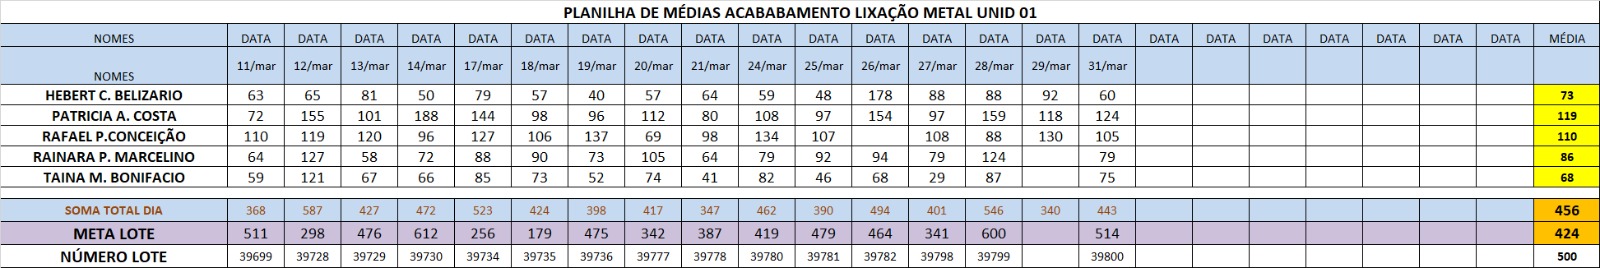 PLANILHA DE MÉDIAS ACABABAMENTO LIXAÇÃO METAL UNID 01
NOMES DATA DATA DATA DATA DATA DATA DATA DATA DATA DATA DATA DATA DATA DATA DATA DATA DATA DATA DATA DATA DATA DATA DATA MÉDIA
NOMES 11/mar 12/mar 13/mar 14/mar 17/mar 18/mar 19/mar 20/mar 21/mar 24/mar 25/mar 26/mar 27/mar 28/mar 29/mar 31/mar
HEBERT C. BELIZARIO 63 65 81 50 79 57 40 57 64 59 48 178 88 88 92 60 73
PATRICIA A. COSTA 72 155 101 188 144 98 96 112 80 108 97 154 97 159 118 124 119
RAFAEL P.CONCEIÇÃO 110 119 120 96 127 106 137 69 98 134 107 108 88 130 105 110
RAINARA P. MARCELINO 64 127 58 72 88 90 73 105 64 79 92 94 79 124 79 86
TAINA M. BONIFACIO 59 121 67 66 85 73 52 74 41 82 46 68 29 87 75 68
SOMA TOTAL DIA 368 587 427 472 523 424 398 417 347 462 390 494 401 546 340 443 456
META LOTE 511 298 476 612 256 179 475 342 387 419 479 464 341 600 514 424
NÚMERO LOTE 39699 39728 39729 39730 39734 39735 39736 39777 39778 39780 39781 39782 39798 39799 39800 500